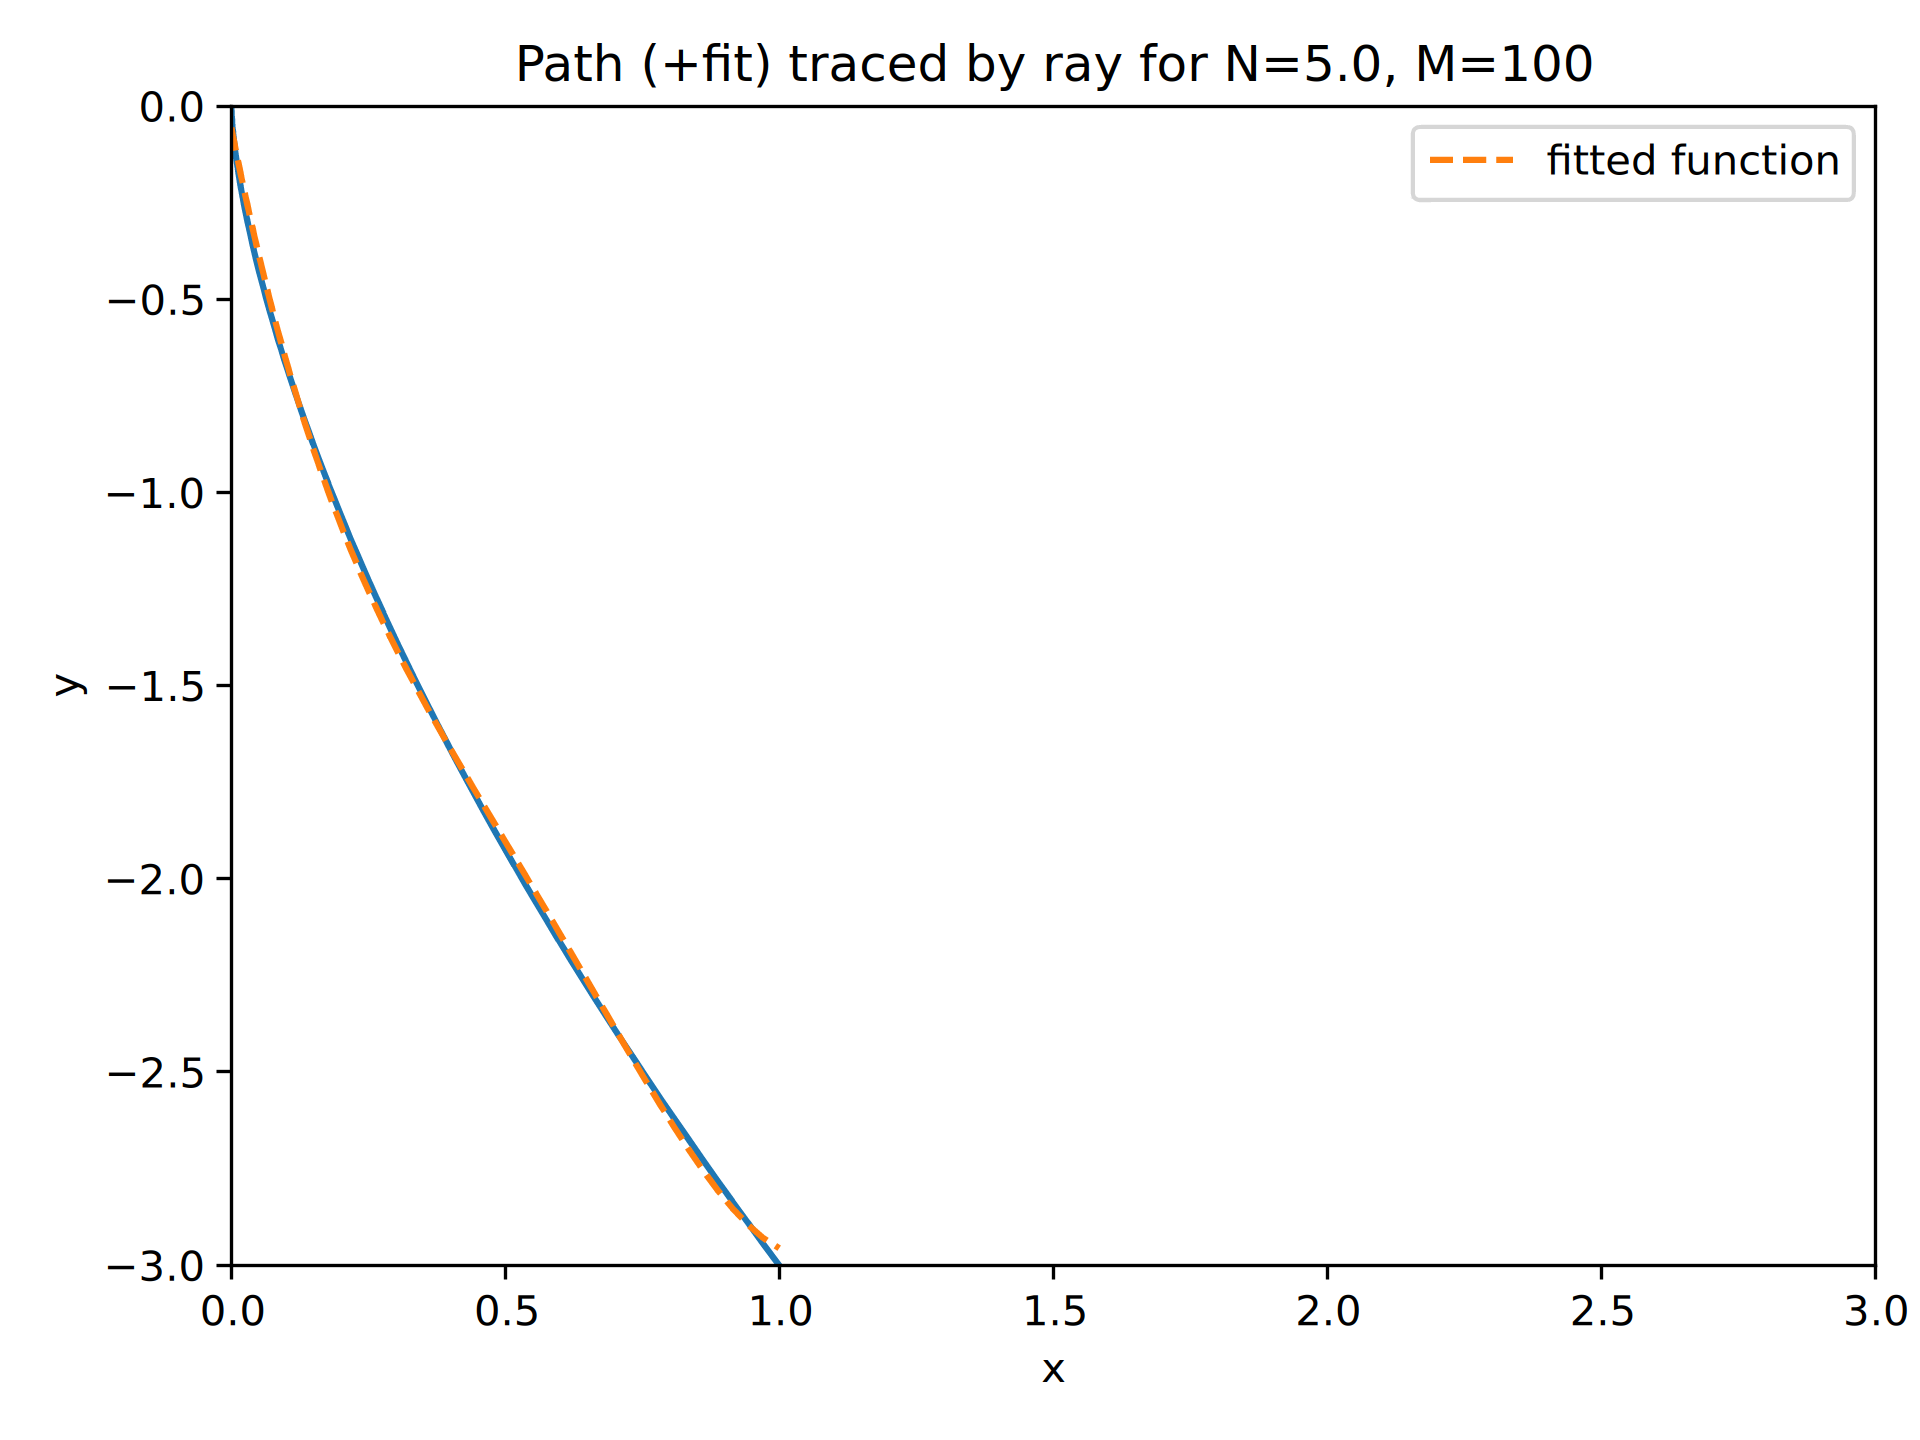 Path (+fit) traced by ray for N=5.0, M=100
fitted function
0.0
−0.5
−1.0
−1.5
−2.0
−2.5
−3.0
y
0.0 0.5 1.0 1.5 2.0 2.5 3.0
x